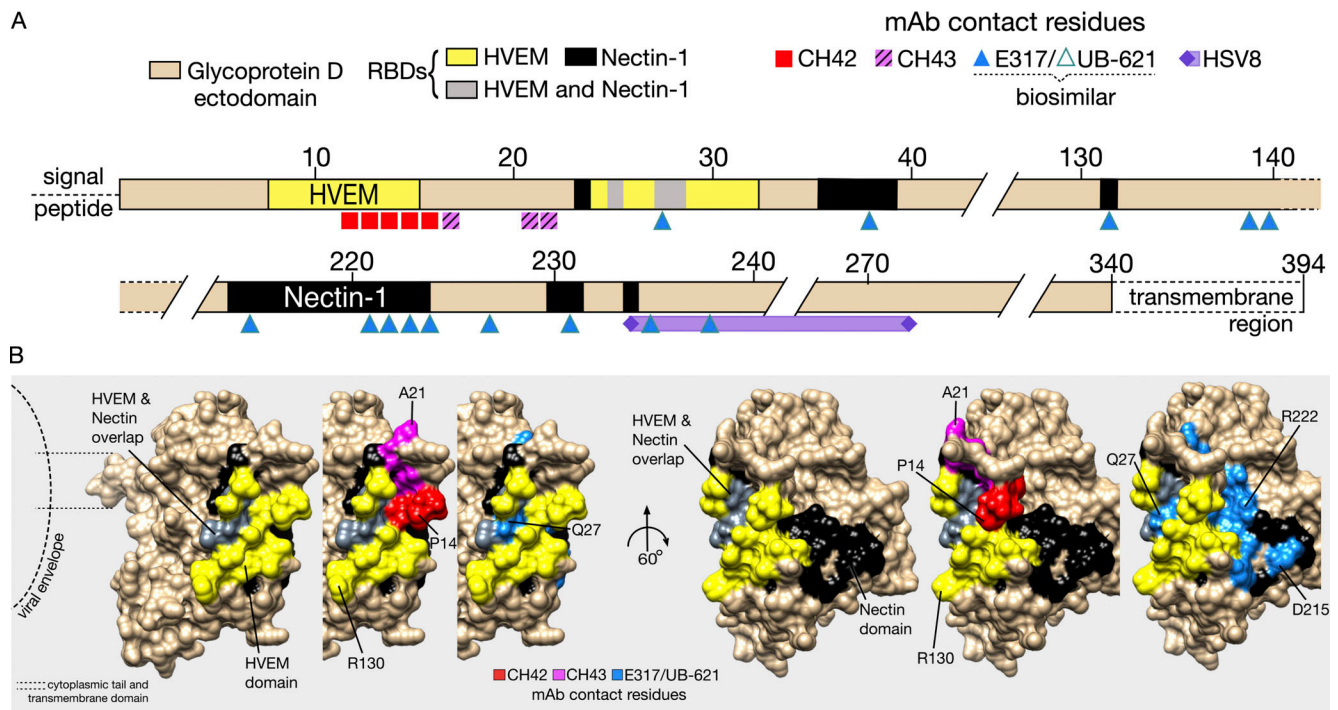 A
mAb contact residues
Glycoprotein D
ectodomain
RBDs
HVEM
Nectin-1
HVEM and Nectin-1
CH42
CH43
E317/
UB-621
biosimilar
HSV8
10
20
30
40
130
140
signal
peptide
HVEM
220
230
240
270
340
394
Nectin-1
transmembrane
region
B
HVEM &
Nectin
overlap
A21
P14
Q27
HVEM
domain
R130
viral envelope
cytoplasmic tail and
transmembrane domain
60°
HVEM &
Nectin
overlap
Nectin
domain
A21
P14
R130
Q27
R222
D215
CH42
CH43
E317/UB-621
mAb contact residues